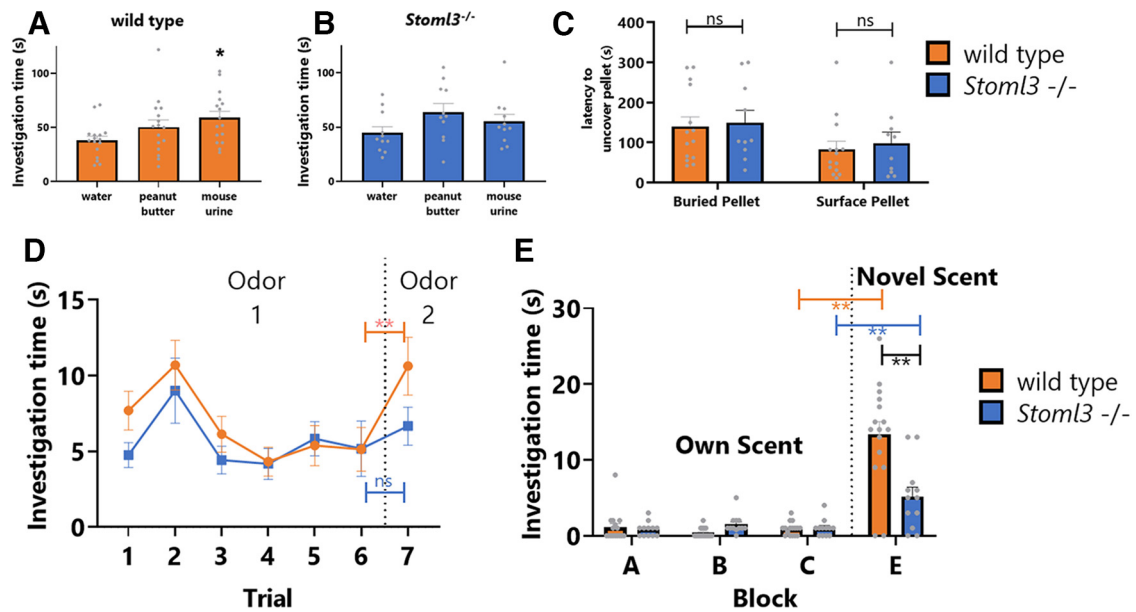 A
wild type
Investigation time (s)
100
50
0
*
water
peanut
butter
mouse
urine
B
Stoml3-/-
Investigation time (s)
100
50
0
water
peanut
butter
mouse
urine
C
latency to
uncover pellet (s)
400
300
200
100
0
ns
ns
Buried Pellet
Surface Pellet
wild type
Stoml3 -/-
D
Investigation time (s)
15
10
5
0
Odor
1
Odor
2
**
ns
1 2 3 4 5 6 7
Trial
E
Investigation time (s)
30
20
10
0
Own Scent
Novel Scent
**
**
**
A B C E
Block
wild type
Stoml3 -/-